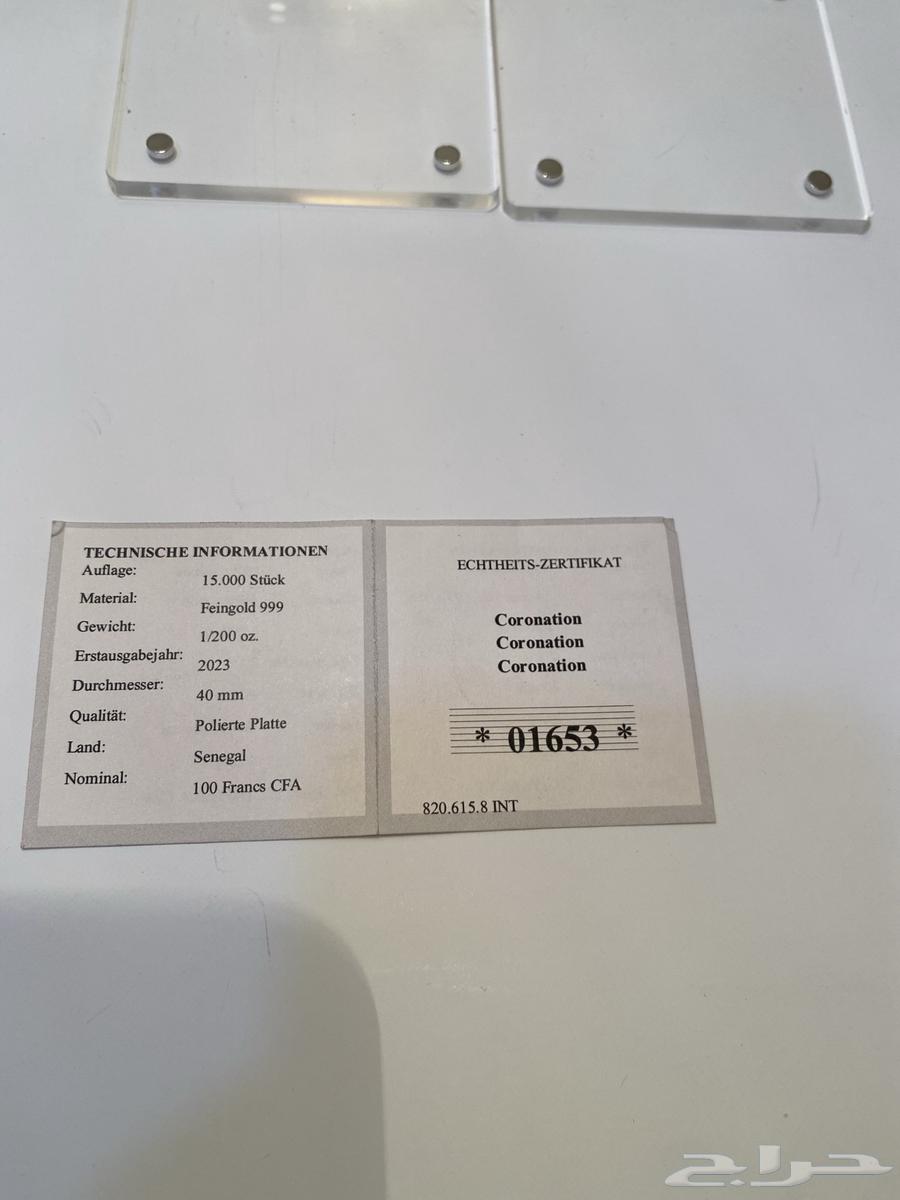 TECHNISCHE INFORMATIONEN
Auflage: 15.000 Stück
Material: Feingold 999
Gewicht: 1/200 oz.
Erstausgabejahr: 2023
Durchmesser: 40 mm
Qualität: Polierte Platte
Land: Senegal
Nominal: 100 Francs CFA
ECHTHEITS-ZERTIFIKAT
Coronation
Coronation
Coronation
* 01653 *
820.615.8 INT
حراج